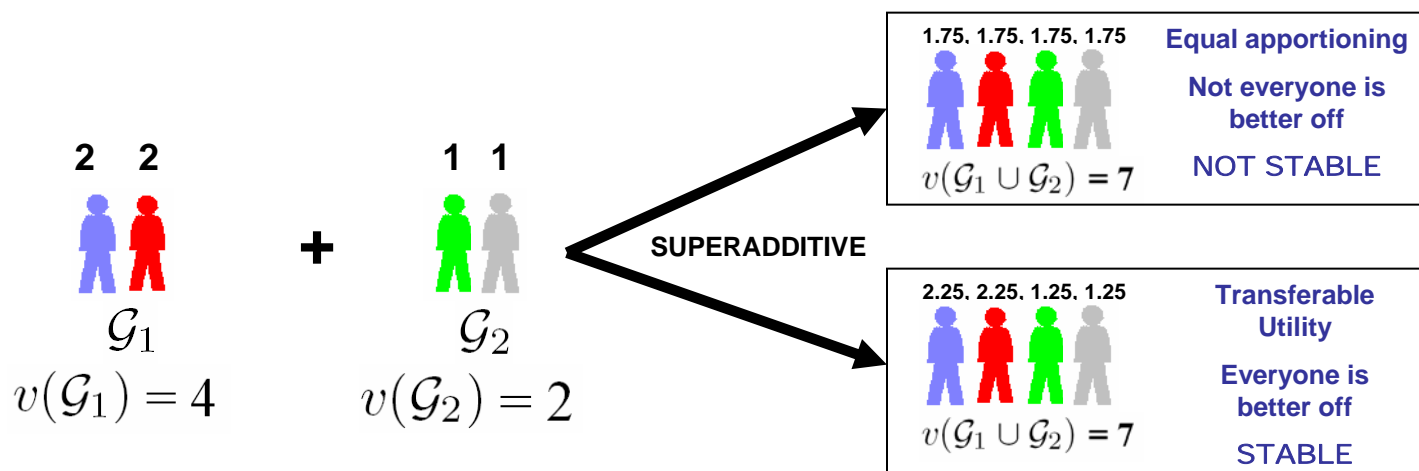 2 2
1 1
+
𝒢₁
𝒢₂
v(𝒢₁) = 4
v(𝒢₂) = 2
SUPERADDITIVE
1.75, 1.75, 1.75, 1.75
v(𝒢₁ ∪ 𝒢₂) = 7
Equal apportioning
Not everyone is
better off
NOT STABLE
2.25, 2.25, 1.25, 1.25
v(𝒢₁ ∪ 𝒢₂) = 7
Transferable
Utility
Everyone is
better off
STABLE